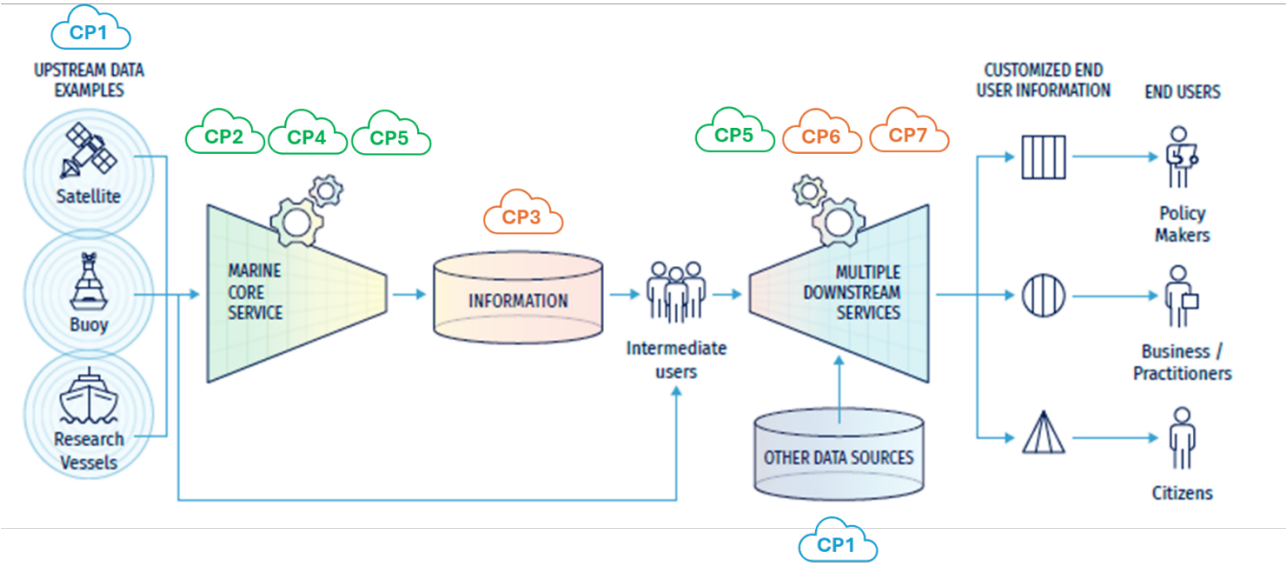 CP1
UPSTREAM DATA
EXAMPLES
Satellite
Buoy
Research
Vessels
CP2
CP4
CP5
MARINE
CORE
SERVICE
CP3
INFORMATION
Intermediate
users
CP5
CP6
CP7
MULTIPLE
DOWNSTREAM
SERVICES
OTHER DATA SOURCES
CP1
CUSTOMIZED END
USER INFORMATION
END USERS
Policy
Makers
Business /
Practitioners
Citizens